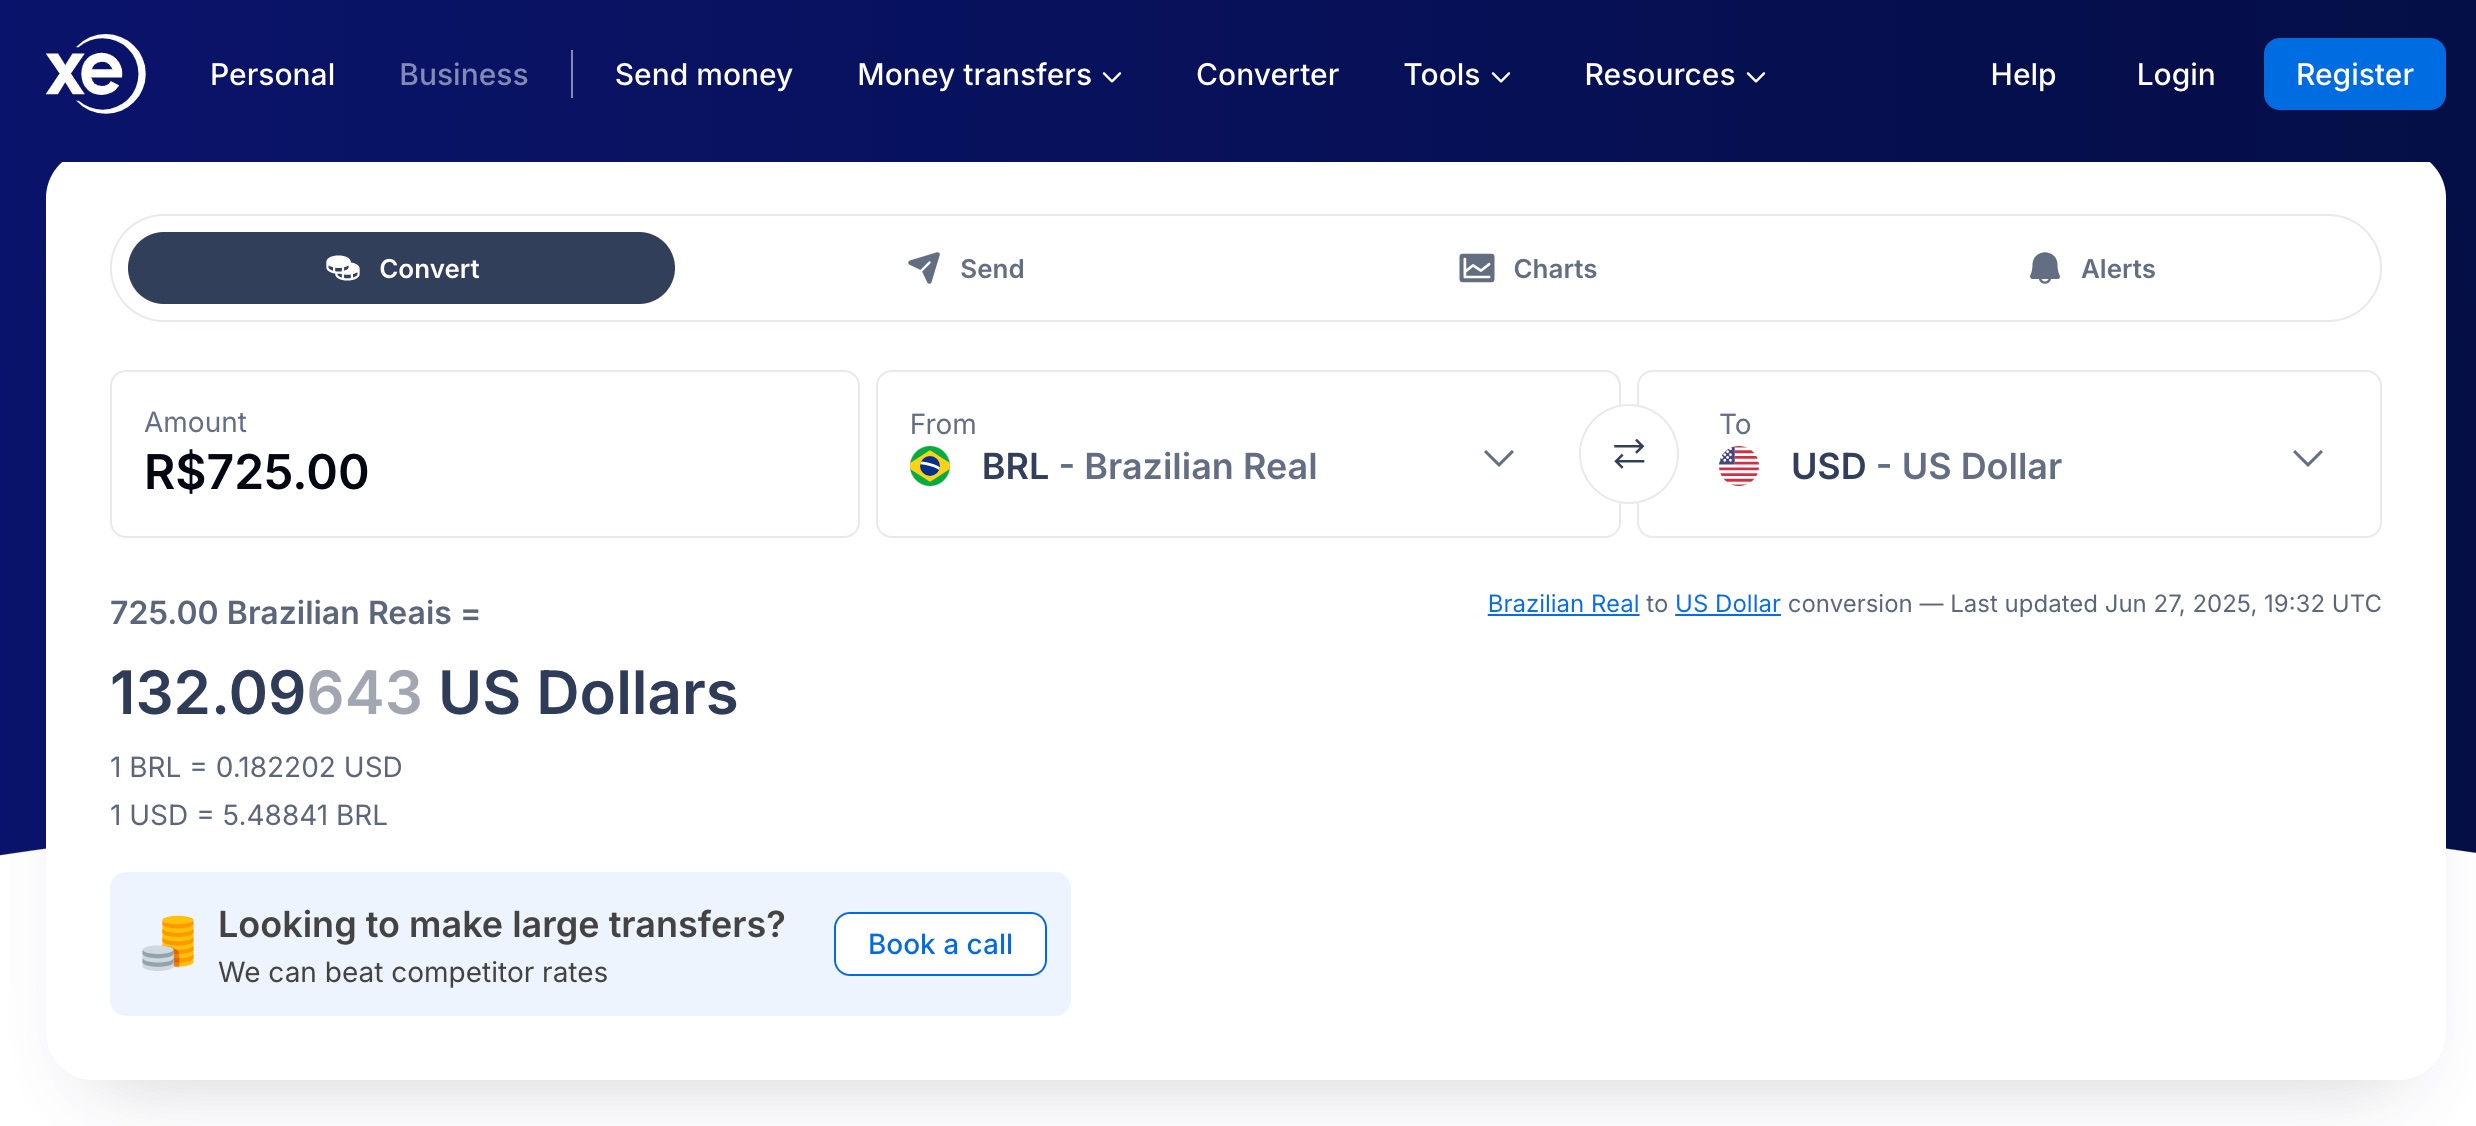 xe Personal Business Send money Money transfers Converter Tools Resources Help Login Register
Convert Send Charts Alerts
Amount
R$725.00
From
BRL - Brazilian Real
To
USD - US Dollar
725.00 Brazilian Reais =
Brazilian Real to US Dollar conversion — Last updated Jun 27, 2025, 19:32 UTC
132.09643 US Dollars
1 BRL = 0.182202 USD
1 USD = 5.48841 BRL
Looking to make large transfers?
We can beat competitor rates
Book a call